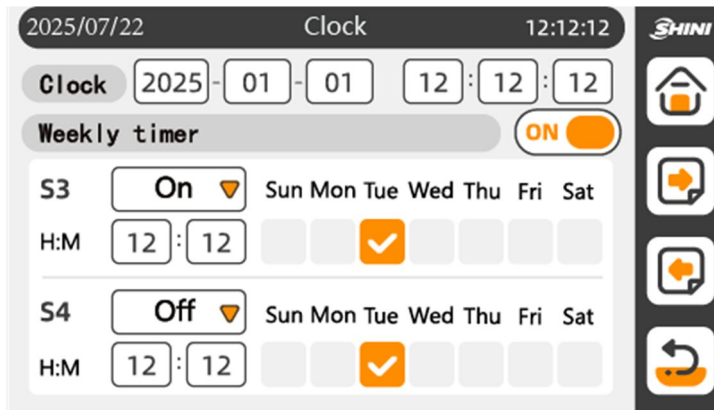 2025/07/22 Clock 12:12:12 SHINI
Clock 2025-01-01 12:12:12
Weekly timer ON
S3 On Sun Mon Tue Wed Thu Fri Sat
H:M 12:12
S4 Off Sun Mon Tue Wed Thu Fri Sat
H:M 12:12